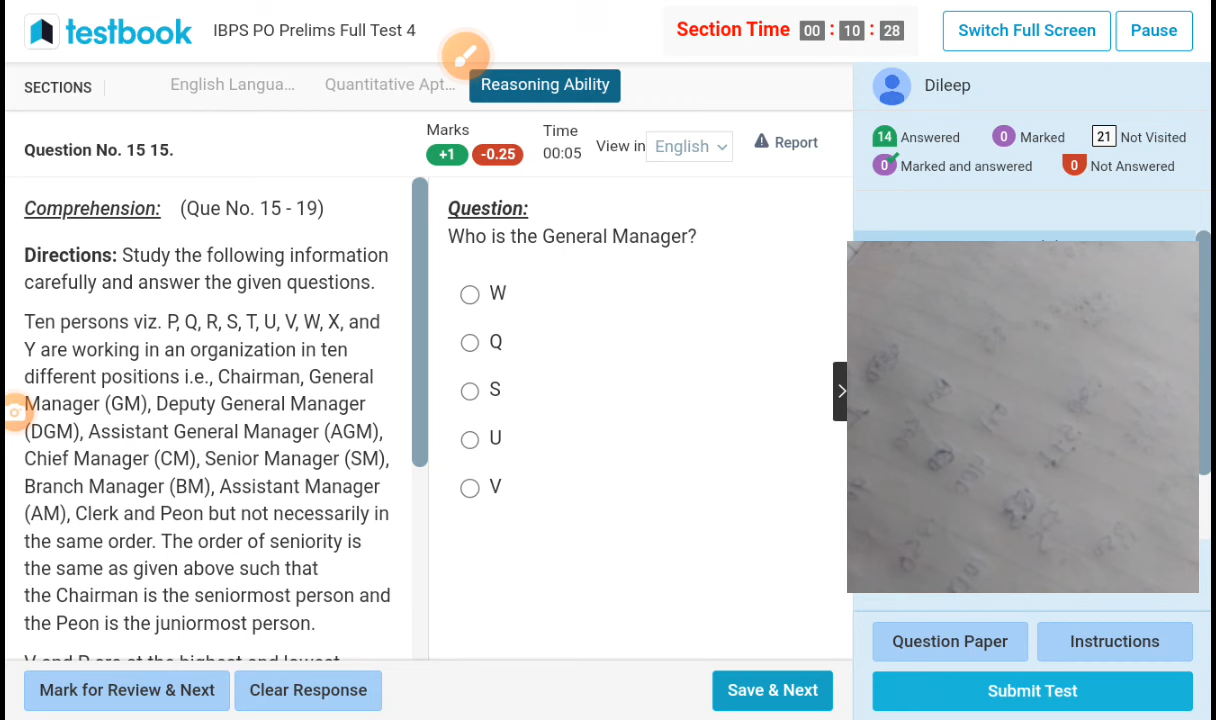 testbook
IBPS PO Prelims Full Test 4
Section Time 00 : 10 : 28
Switch Full Screen
Pause
SECTIONS
English Langua...
Quantitative Apt...
Reasoning Ability
Dileep
14 Answered
0 Marked
21 Not Visited
0 Marked and answered
0 Not Answered
Question No. 15 15.
Marks
+1 -0.25
Time
00:05
View in English
Report
Comprehension: (Que No. 15 - 19)
Directions: Study the following information
carefully and answer the given questions.
Ten persons viz. P, Q, R, S, T, U, V, W, X, and
Y are working in an organization in ten
different positions i.e., Chairman, General
Manager (GM), Deputy General Manager
(DGM), Assistant General Manager (AGM),
Chief Manager (CM), Senior Manager (SM),
Branch Manager (BM), Assistant Manager
(AM), Clerk and Peon but not necessarily in
the same order. The order of seniority is
the same as given above such that
the Chairman is the seniormost person and
the Peon is the juniormost person.
Question:
Who is the General Manager?
W
Q
S
U
V
Mark for Review & Next
Clear Response
Save & Next
Question Paper
Instructions
Submit Test